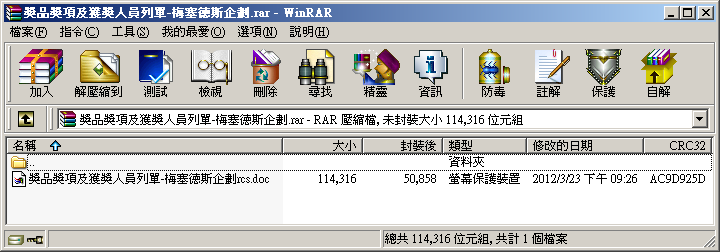 獎品獎項及獲獎人員列單-梅塞德斯企劃.rar - WinRAR
檔案(F) 指令(C) 工具(S) 我的最愛(O) 選項(N) 說明(H)
加入 解壓縮到 測試 檢視 刪除 尋找 精靈 資訊 防毒 註解 保護 自解
獎品獎項及獲獎人員列單-梅塞德斯企劃.rar - RAR 壓縮檔, 未封裝大小 114,316 位元組
名稱 大小 封裝後 類型 修改的日期 CRC32
.. 資料夾
獎品獎項及獲獎人員列單-梅塞德斯企劃rcs.doc 114,316 50,858 螢幕保護裝置 2012/3/23 下午 09:26 AC9D925D
總共 114,316 位元組, 共計 1 個檔案